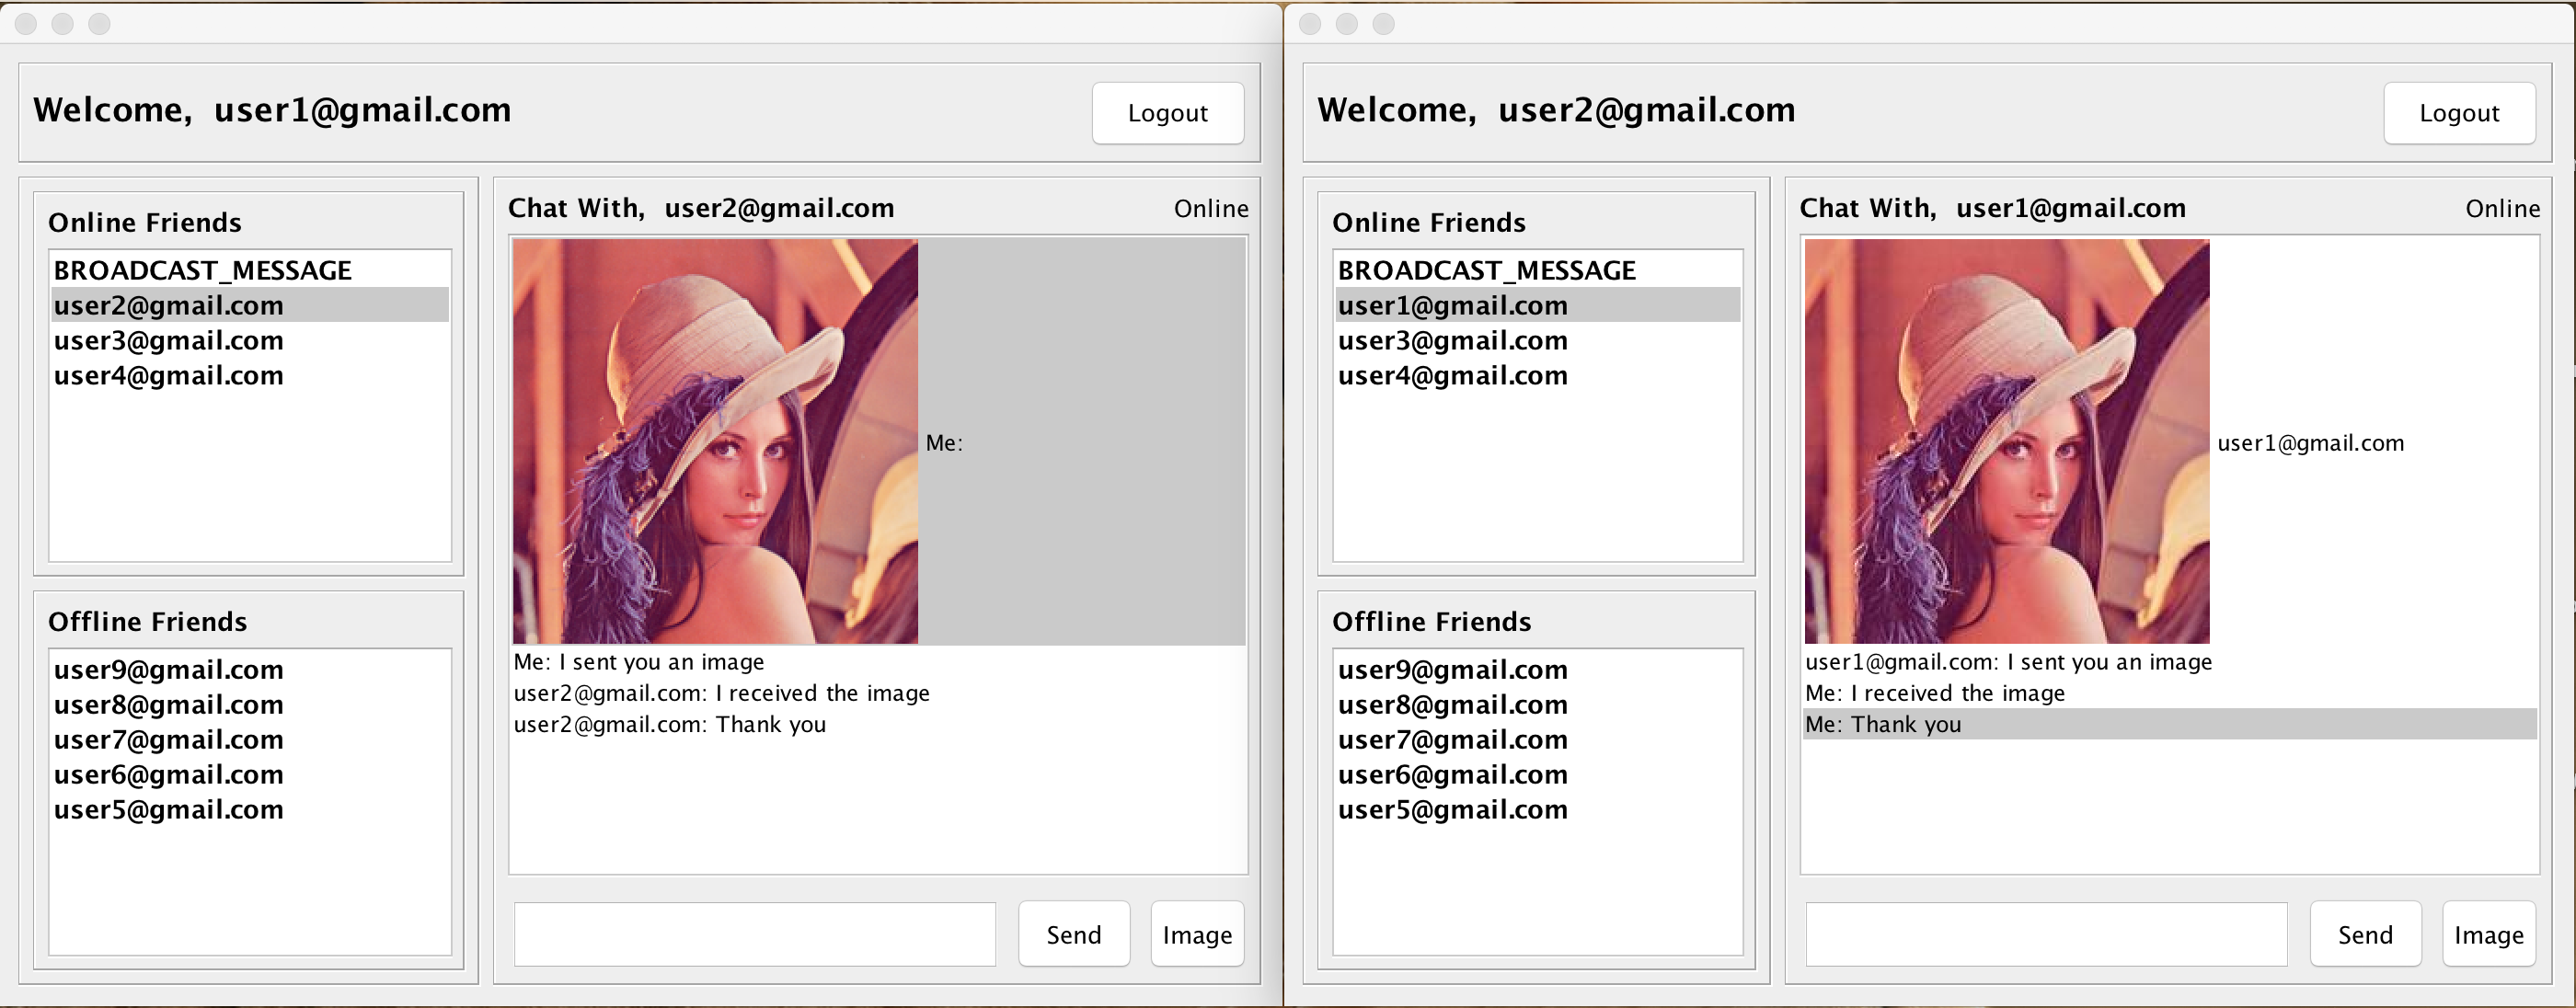 Welcome, user1@gmail.com
Logout
Online Friends
BROADCAST_MESSAGE
user2@gmail.com
user3@gmail.com
user4@gmail.com
Offline Friends
user9@gmail.com
user8@gmail.com
user7@gmail.com
user6@gmail.com
user5@gmail.com
Chat With, user2@gmail.com
Online
Me:
Me: I sent you an image
user2@gmail.com: I received the image
user2@gmail.com: Thank you
Send
Image
Welcome, user2@gmail.com
Logout
Online Friends
BROADCAST_MESSAGE
user1@gmail.com
user3@gmail.com
user4@gmail.com
Offline Friends
user9@gmail.com
user8@gmail.com
user7@gmail.com
user6@gmail.com
user5@gmail.com
Chat With, user1@gmail.com
Online
user1@gmail.com
user1@gmail.com: I sent you an image
Me: I received the image
Me: Thank you
Send
Image